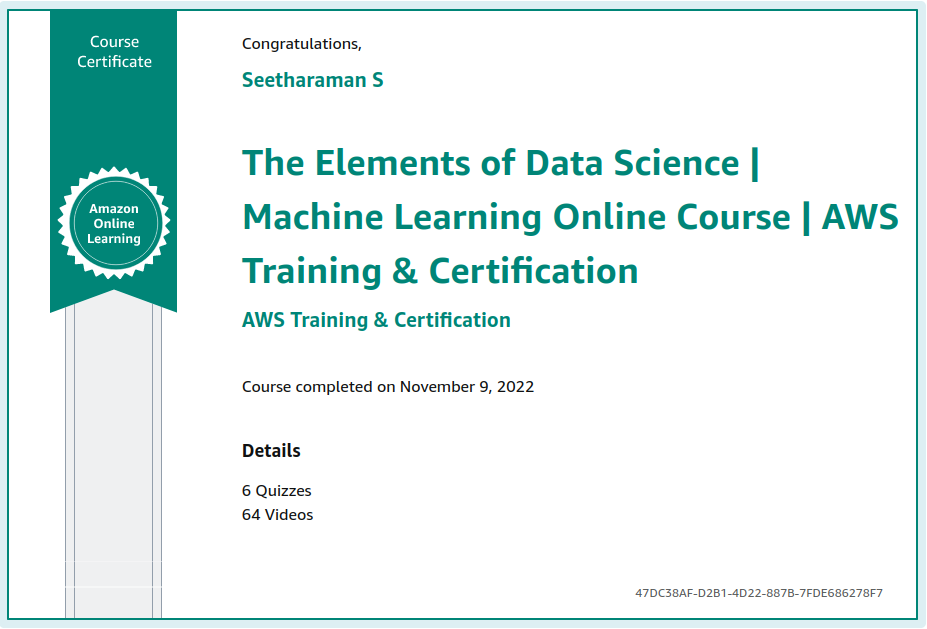 Course
Certificate
Amazon
Online
Learning
Congratulations,
Seetharaman S
The Elements of Data Science |
Machine Learning Online Course | AWS
Training & Certification
AWS Training & Certification
Course completed on November 9, 2022
Details
6 Quizzes
64 Videos
47DC38AF-D2B1-4D22-887B-7FDE686278F7